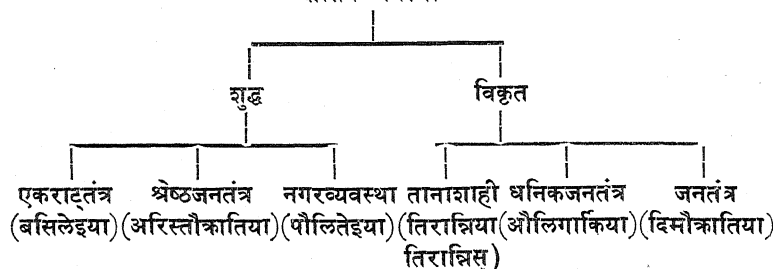 शुद्ध विकृत
एकराट्तंत्र श्रेष्ठजनतंत्र नगरव्यवस्था तानाशाही धनिकजनतंत्र जनतंत्र
(बसिलेइया) (अरिस्तौक्रातिया) (पौलितेइया) (तिरान्निया (औलिगार्किया) (दिमौक्रातिया)
तिरान्निस्)